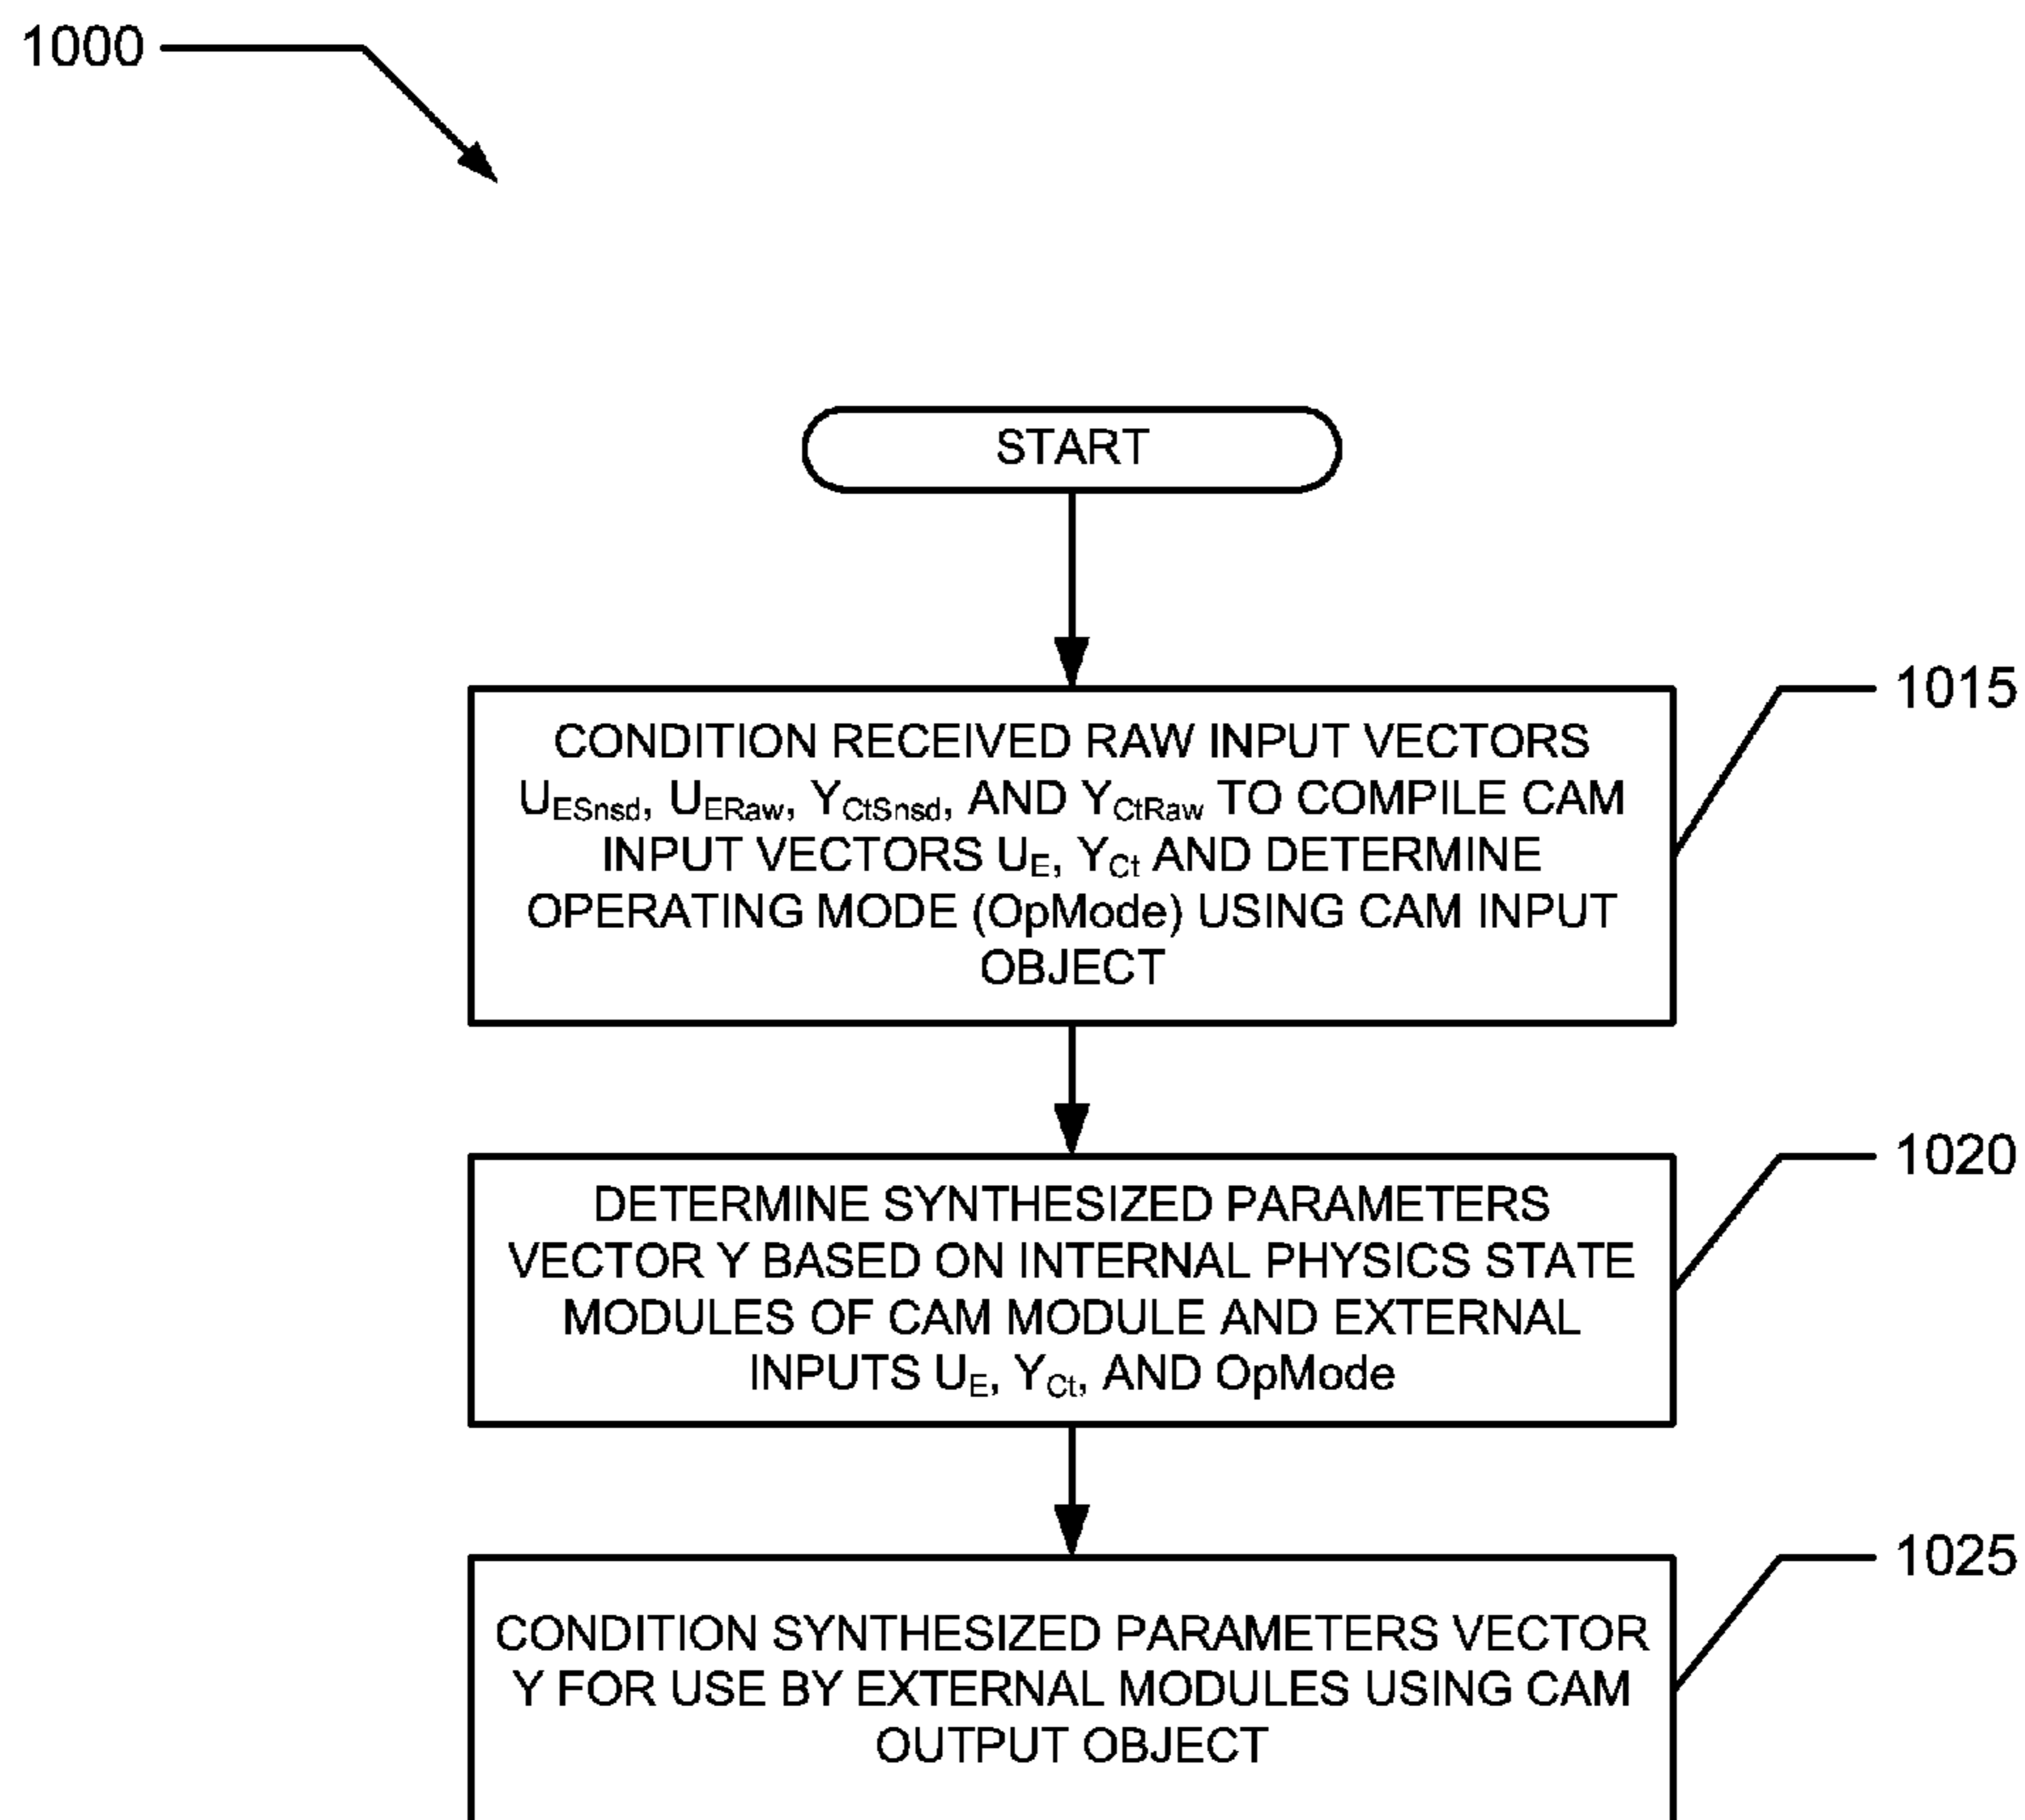 1000
START
1015
CONDITION RECEIVED RAW INPUT VECTORS
UESnsd, UERaw, YCtSnsd, AND YCtRaw TO COMPILE CAM
INPUT VECTORS UE, YCt AND DETERMINE
OPERATING MODE (OpMode) USING CAM INPUT
OBJECT
1020
DETERMINE SYNTHESIZED PARAMETERS
VECTOR Y BASED ON INTERNAL PHYSICS STATE
MODULES OF CAM MODULE AND EXTERNAL
INPUTS UE, YCt, AND OpMode
1025
CONDITION SYNTHESIZED PARAMETERS VECTOR
Y FOR USE BY EXTERNAL MODULES USING CAM
OUTPUT OBJECT